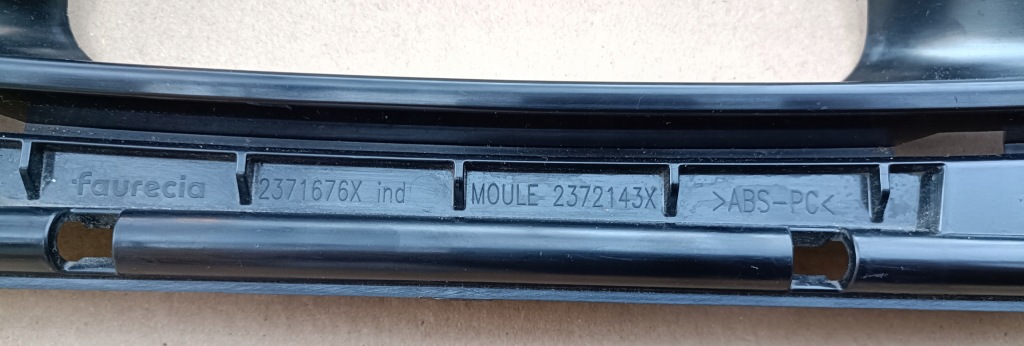 faurecia 2371676X ind MOULE 2372143X >ABS-PC<